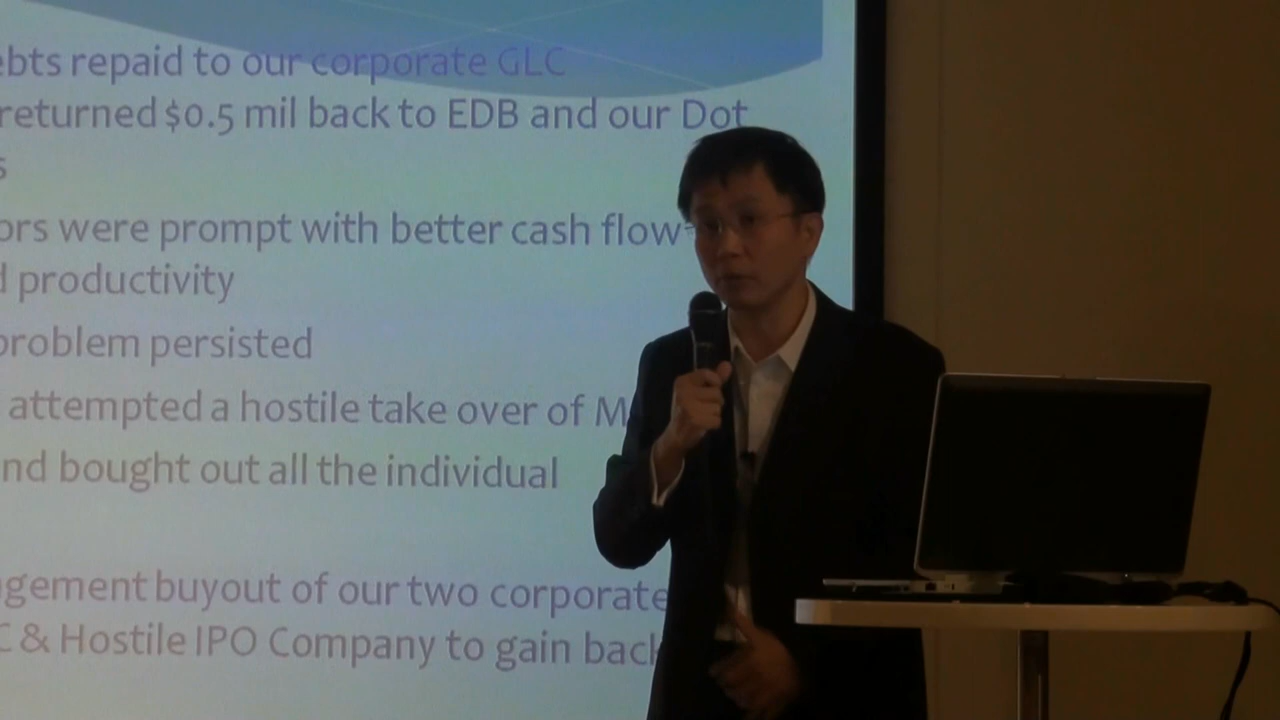 ebts repaid to our corporate GLC
returned $0.5 mil back to EDB and our Dot
s
ors were prompt with better cash flow
d productivity
problem persisted
attempted a hostile take over of M
nd bought out all the individual
gement buyout of our two corporate
C & Hostile IPO Company to gain back